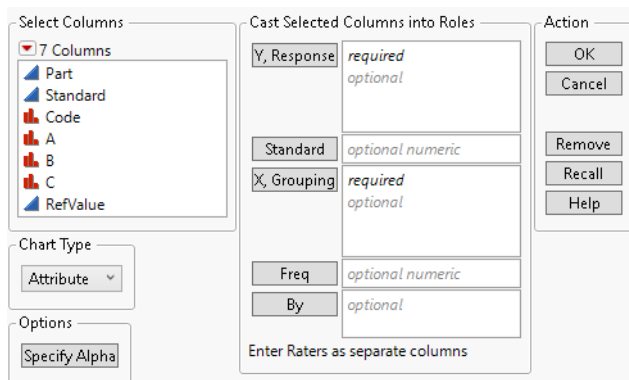 Select Columns
7 Columns
Part
Standard
Code
A
B
C
RefValue
Chart Type
Attribute
Options
Specify Alpha
Cast Selected Columns into Roles
Y, Response
required
optional
Standard
optional numeric
X, Grouping
required
optional
Freq
optional numeric
By
optional
Enter Raters as separate columns
Action
OK
Cancel
Remove
Recall
Help